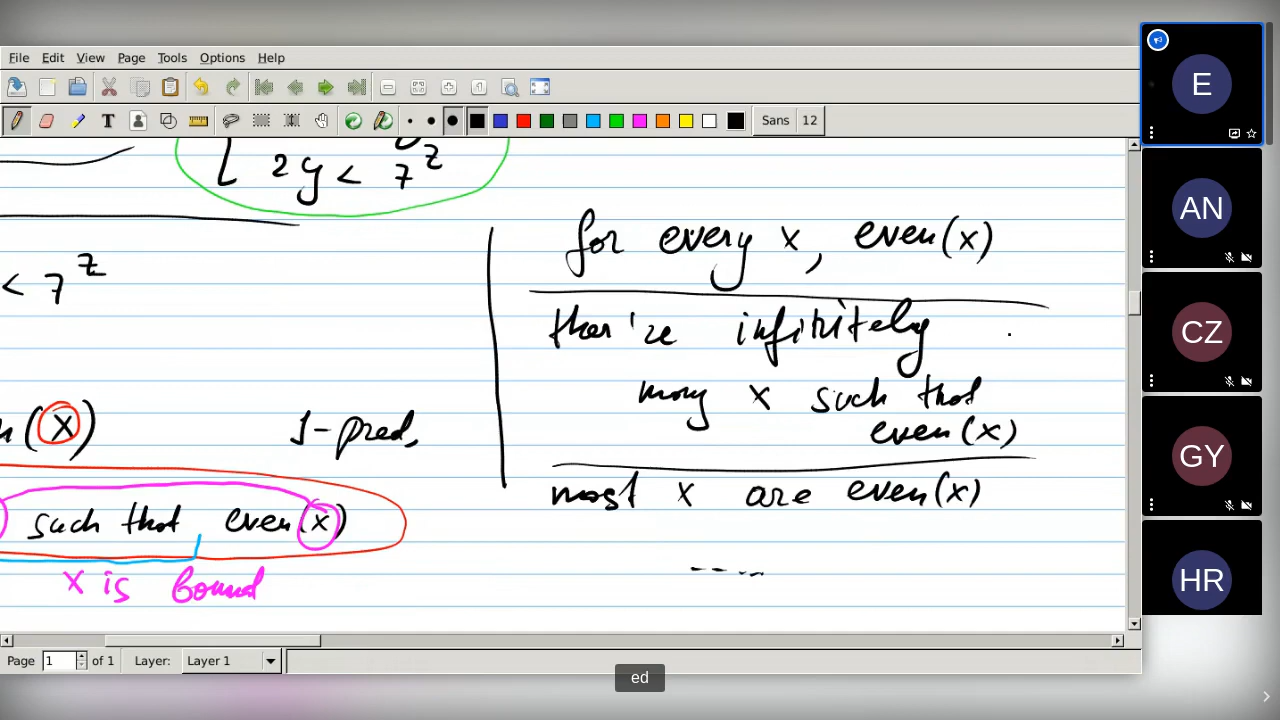 File Edit View Page Tools Options Help
Sans 12
2y < 7^z
< 7^z
for every x, even(x)
ther're infinitely
many x such that
even(x)
most x are even(x)
n(x) 1-pred.
such that, even(x)
x is bound
Page 1 of 1 Layer: Layer 1
ed
E
AN
CZ
GY
HR